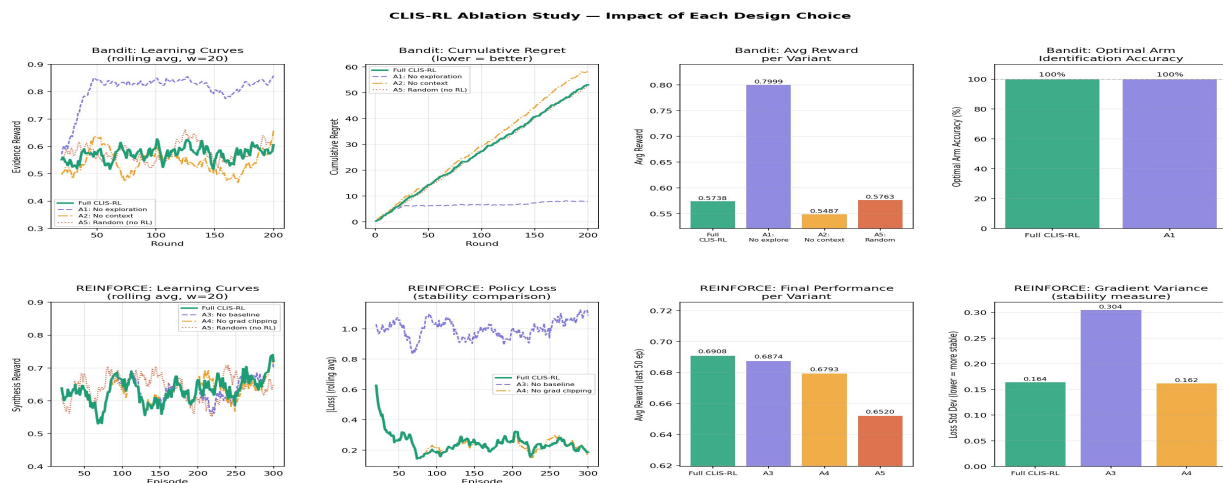 CLIS-RL Ablation Study — Impact of Each Design Choice
Bandit: Learning Curves
(rolling avg, w=20)
Evidence Reward
0.9
0.8
0.7
0.6
0.5
0.4
0.3
Full CLIS-RL
A1: No exploration
A2: No context
A5: Random (no RL)
50
100
150
200
Round
Bandit: Cumulative Regret
(lower = better)
Cumulative Regret
60
50
40
30
20
10
0
Full CLIS-RL
A1: No exploration
A2: No context
A5: Random (no RL)
0
50
100
150
200
Round
Bandit: Avg Reward
per Variant
Avg Reward
0.80
0.75
0.70
0.65
0.60
0.55
0.5738
0.7999
0.5487
0.5763
Full
CLIS-RL
A1:
No explore
A2:
No context
A5:
Random
Bandit: Optimal Arm
Identification Accuracy
Optimal Arm Accuracy (%)
100
80
60
40
20
0
100%
100%
Full CLIS-RL
A1
REINFORCE: Learning Curves
(rolling avg, w=20)
Synthesis Reward
0.9
0.8
0.7
0.6
0.5
0.4
Full CLIS-RL
A3: No baseline
A4: No grad clipping
A5: Random (no RL)
50
100
150
200
250
300
Episode
REINFORCE: Policy Loss
(stability comparison)
|Loss| (rolling avg)
1.0
0.8
0.6
0.4
0.2
Full CLIS-RL
A3: No baseline
A4: No grad clipping
50
100
150
200
250
300
Episode
REINFORCE: Final Performance
per Variant
Avg Reward (last 50 ep)
0.72
0.70
0.68
0.66
0.64
0.62
0.6908
0.6874
0.6793
0.6520
Full CLIS-RL
A3
A4
A5
REINFORCE: Gradient Variance
(stability measure)
Loss Std Dev (lower = more stable)
0.30
0.25
0.20
0.15
0.10
0.05
0.00
0.164
0.304
0.162
Full CLIS-RL
A3
A4